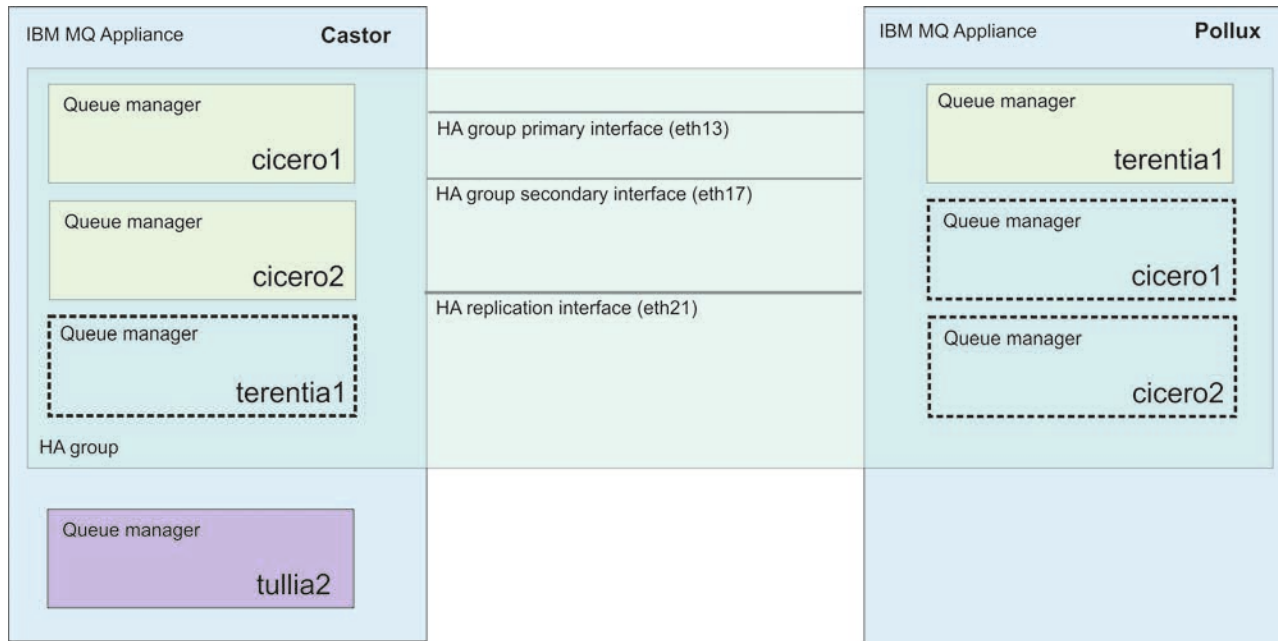 IBM MQ Appliance
Castor
Queue manager
cicero1
Queue manager
cicero2
Queue manager
terentia1
HA group
Queue manager
tullia2
HA group primary interface (eth13)
HA group secondary interface (eth17)
HA replication interface (eth21)
IBM MQ Appliance
Pollux
Queue manager
terentia1
Queue manager
cicero1
Queue manager
cicero2